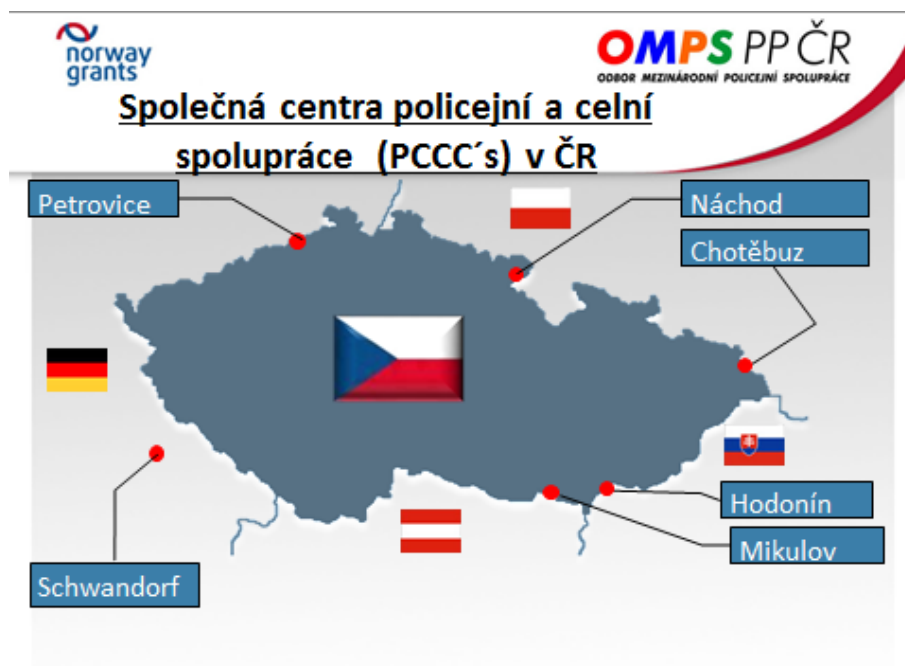 norway
grants
OMPS PP ČR
ODBOR MEZINÁRODNÍ POLICEJNÍ SPOLUPRÁCE
Společná centra policejní a celní
spolupráce (PCCC´s) v ČR
Petrovice
Náchod
Chotěbuz
Hodonín
Mikulov
Schwandorf